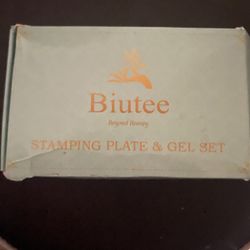 Biutee
Beyond Beauty
STAMPING PLATE & GEL SET